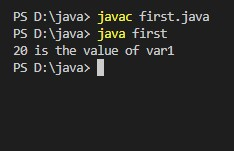 PS D:\java> javac first.java
PS D:\java> java first
20 is the value of var1
PS D:\java>